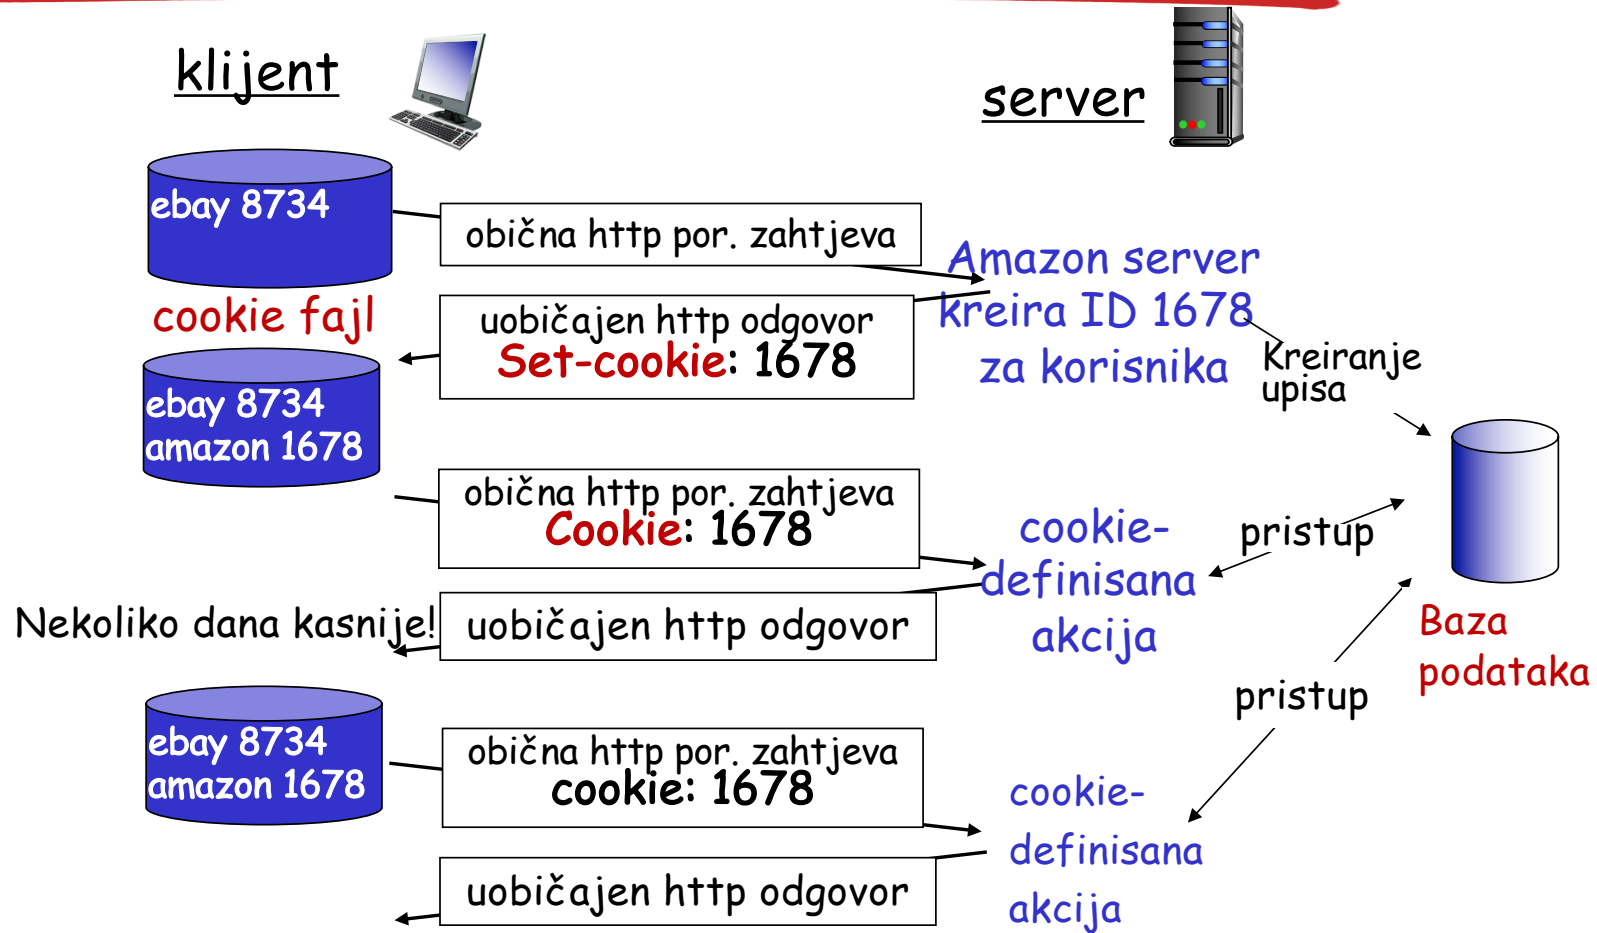 klijent
server
ebay 8734
obična http por. zahtjeva
Amazon server
kreira ID 1678
za korisnika
cookie fajl
uobičajen http odgovor
Set-cookie: 1678
Kreiranje
upisa
ebay 8734
amazon 1678
obična http por. zahtjeva
Cookie: 1678
cookie-
definisana
akcija
pristup
Nekoliko dana kasnije!
uobičajen http odgovor
Baza
podataka
pristup
ebay 8734
amazon 1678
obična http por. zahtjeva
cookie: 1678
cookie-
definisana
akcija
uobičajen http odgovor